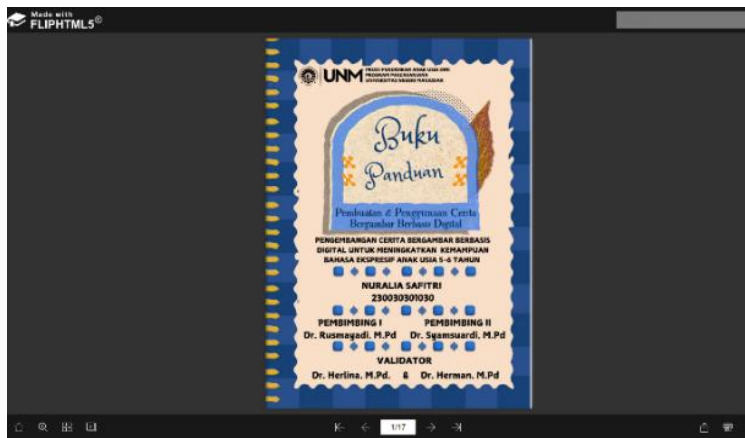 Made with
FLIPHTML5®
UNM
PRODI PENDIDIKAN ANAK USIA DINI
PROGRAM PASCASARJANA
UNIVERSITAS NEGERI MAKASSAR
Buku
Panduan
Pembuatan & Penggunaan Cerita
Bergambar Berbasis Digital
PENGEMBANGAN CERITA BERGAMBAR BERBASIS
DIGITAL UNTUK MENINGKATKAN KEMAMPUAN
BAHASA EKSPRESIF ANAK USIA 5-6 TAHUN
NURALIA SAFITRI
230030301030
PEMBIMBING I PEMBIMBING II
Dr. Rusmayadi, M.Pd Dr. Syamsuardi, M.Pd
VALIDATOR
Dr. Herlina, M.Pd. & Dr. Herman, M.Pd
1/17